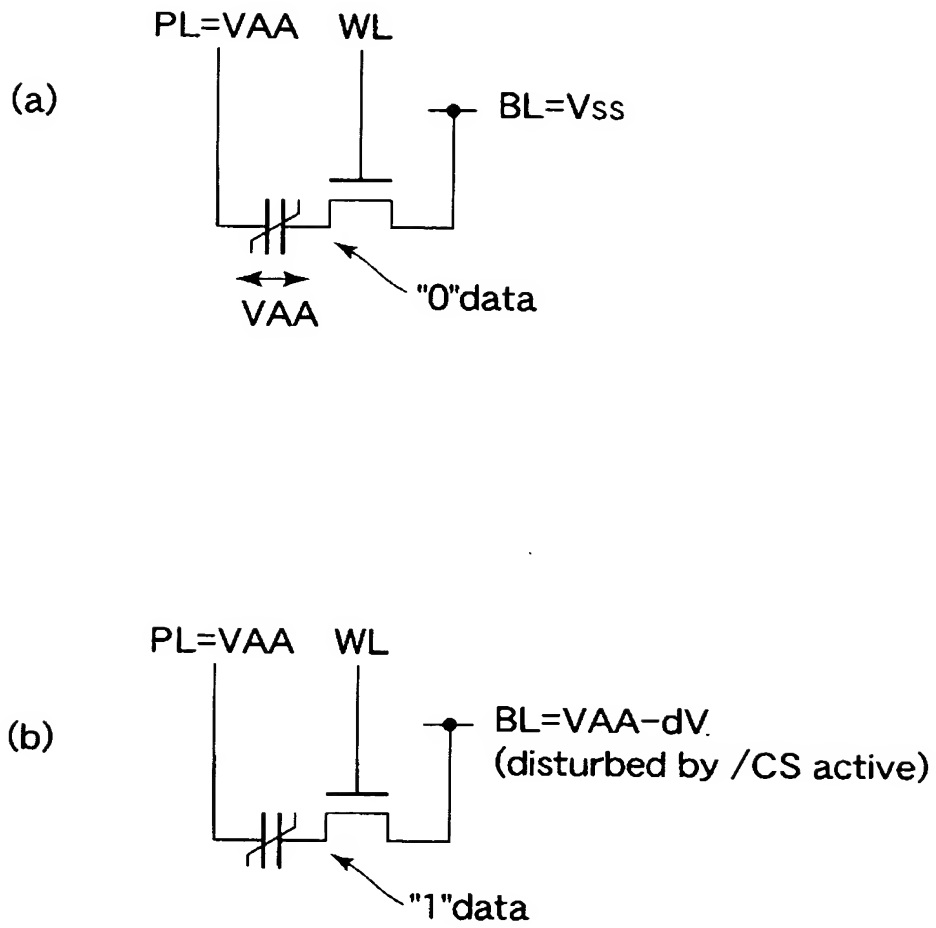 PL=VAA WL
(a)
BL=Vss
"0"data
VAA
PL=VAA WL
(b)
BL=VAA-dV.
(disturbed by /CS active)
"1"data